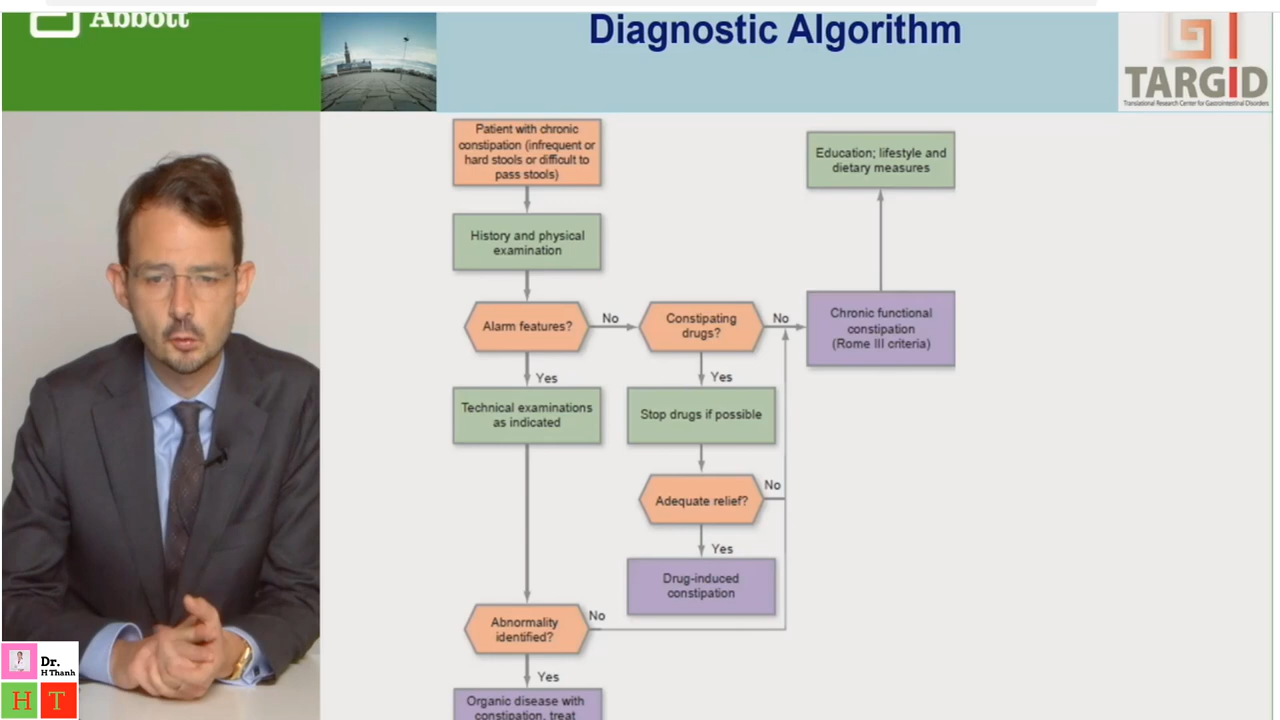 Abbott
Diagnostic Algorithm
TARGID
Translational Research Center for Gastrointestinal Disorders
Patient with chronic
constipation (infrequent or
hard stools or difficult to
pass stools)
Education; lifestyle and
dietary measures
History and physical
examination
Alarm features?
No
Constipating
drugs?
No
Chronic functional
constipation
(Rome III criteria)
Yes
Yes
Technical examinations
as indicated
Stop drugs if possible
Adequate relief?
No
Yes
Drug-induced
constipation
Abnormality
identified?
No
Yes
Organic disease with
constipation, treat
Dr.
H Thanh
H T